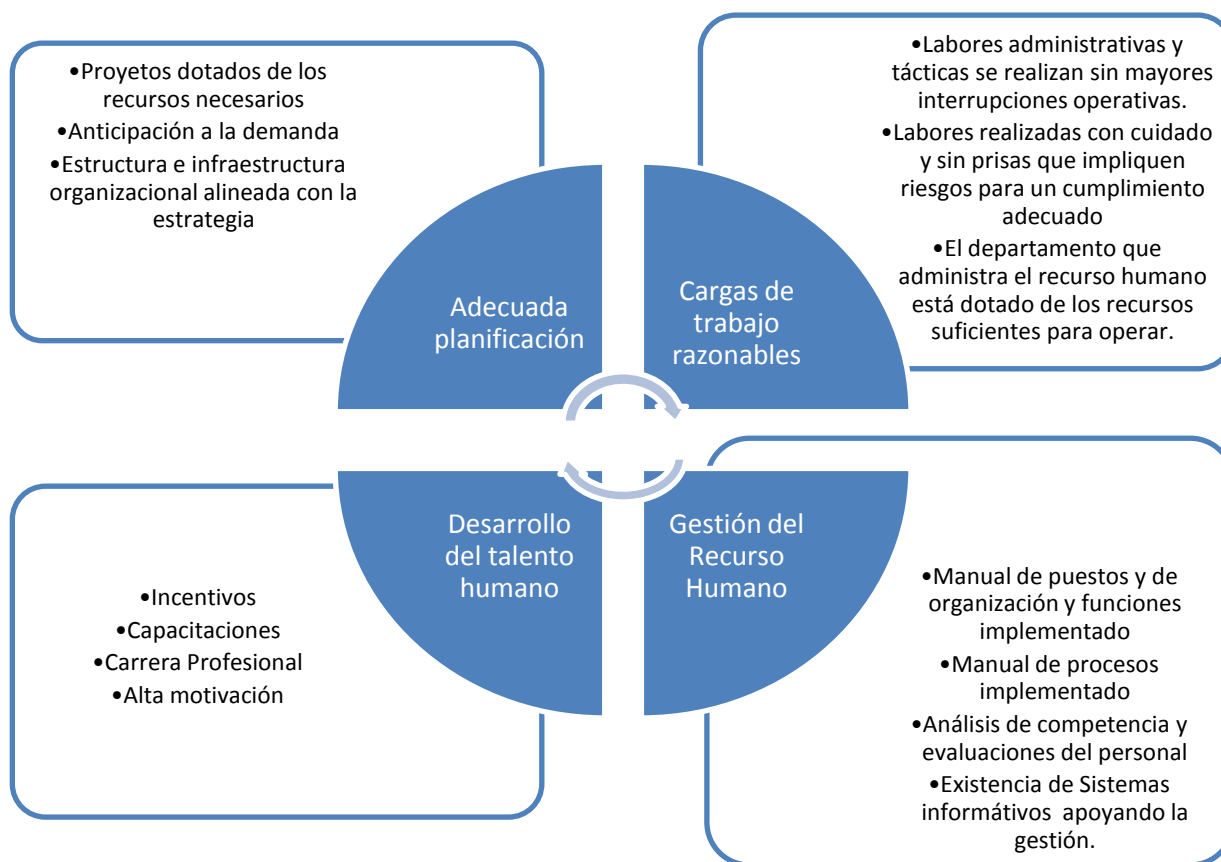 •Proyetos dotados de los
recursos necesarios
•Anticipación a la demanda
•Estructura e infraestructura
organizacional alineada con la
estrategia
•Labores administrativas y
tácticas se realizan sin mayores
interrupciones operativas.
•Labores realizadas con cuidado
y sin prisas que impliquen
riesgos para un cumplimiento
adecuado
•El departamento que
administra el recurso humano
está dotado de los recursos
suficientes para operar.
Adecuada
planificación
Cargas de
trabajo
razonables
Desarrollo
del talento
humano
Gestión del
Recurso
Humano
•Incentivos
•Capacitaciones
•Carrera Profesional
•Alta motivación
•Manual de puestos y de
organización y funciones
implementado
•Manual de procesos
implementado
•Análisis de competencia y
evaluaciones del personal
•Existencia de Sistemas
informátivos apoyando la
gestión.